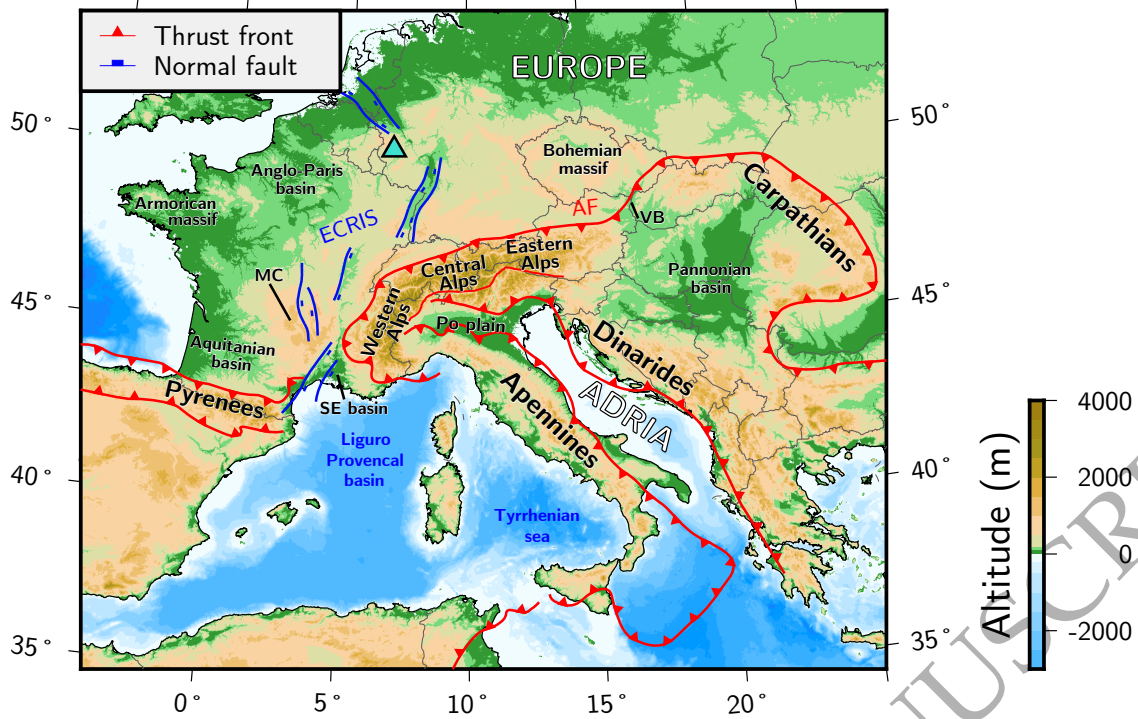 Thrust front
Normal fault
EUROPE
50°
50°
Bohemian
massif
Anglo-Paris
basin
Carpathians
Armorican
massif
AF
VB
ECRIS
Eastern
Alps
MC
Central
Alps
Pannonian
basin
45°
45°
Western
Alps
Po plain
Aquitanian
basin
Dinarides
Pyrenees
Apennines
ADRIA
SE basin
Liguro
Provencal
basin
40°
40°
Tyrrhenian
sea
35°
35°
0°
5°
10°
15°
20°
Altitude (m)
4000
2000
0
-2000
USCR